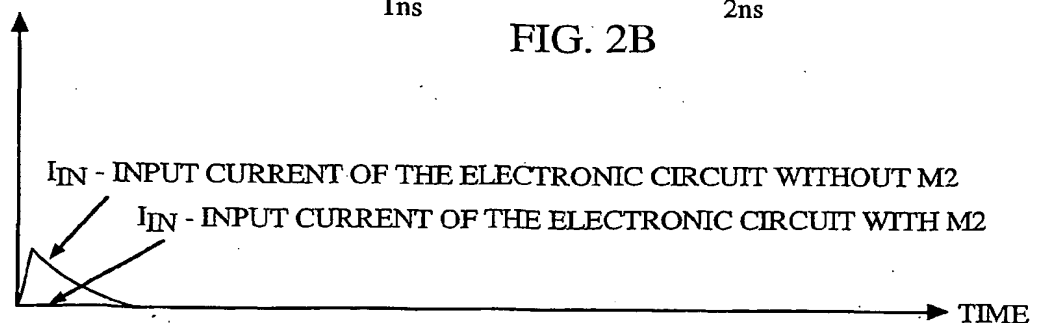 1ns 2ns
FIG. 2B
IIN - INPUT CURRENT OF THE ELECTRONIC CIRCUIT WITHOUT M2
IIN - INPUT CURRENT OF THE ELECTRONIC CIRCUIT WITH M2
TIME